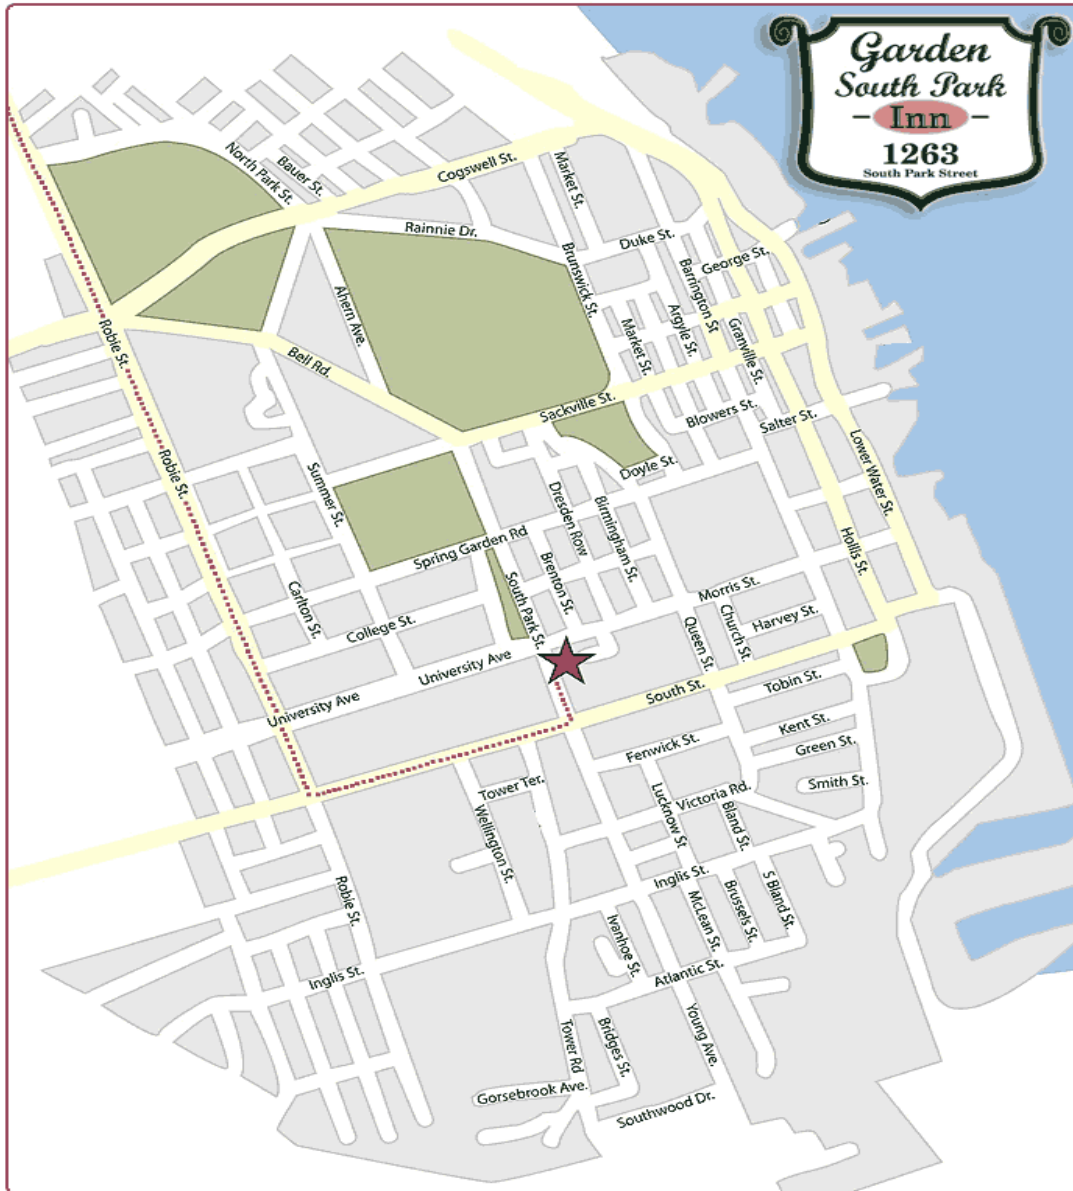 Garden
South Park
- Inn -
1263
South Park Street
North Park St.
Bauer St.
Cogswell St.
Market St.
Rainnie Dr.
Duke St.
George St.
Brunswick St.
Barrington St
Ahern Ave.
Argyle St.
Market St.
Granville St.
Robie St.
Bell Rd.
Sackville St.
Blowers St.
Salter St.
Lower Water St.
Robie St.
Summer St.
Doyle St.
Dresden Row
Birmingham St.
Hollis St.
Spring Garden Rd
Brenton St.
South Park St.
Carlton St.
College St.
Morris St.
Church St.
Harvey St.
Queen St.
University Ave
University Ave
South St.
Tobin St.
Kent St.
Fenwick St.
Green St.
Tower Ter.
Smith St.
Victoria Rd.
Lucknow St
Bland St.
Wellington St.
Inglis St.
S Bland St.
Brussels St.
McLean St.
Robie St.
Ivanhoe St.
Inglis St.
Atlantic St.
Young Ave.
Tower Rd
Bridges St.
Gorsebrook Ave.
Southwood Dr.